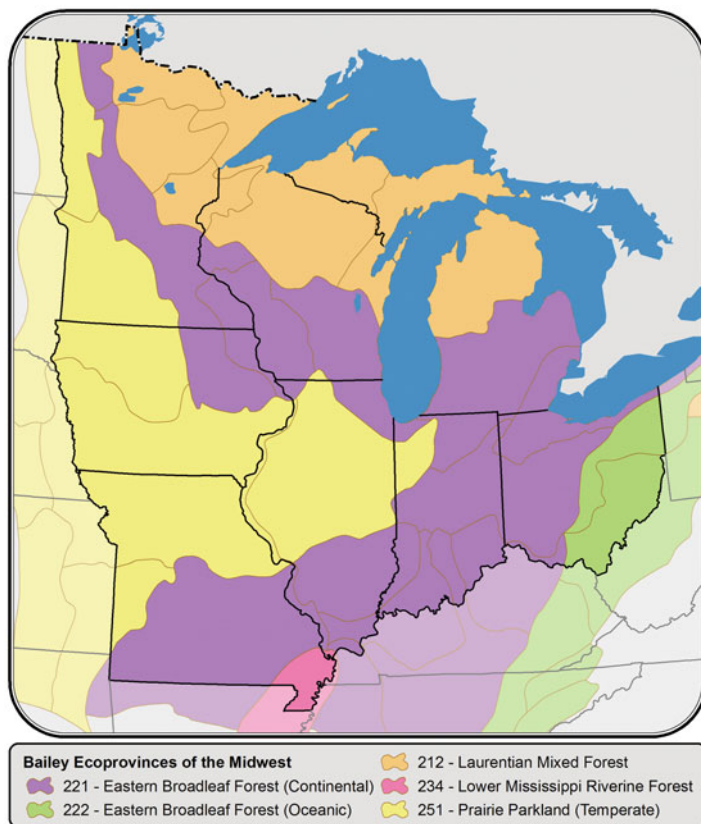 Bailey Ecoprovinces of the Midwest
221 - Eastern Broadleaf Forest (Continental)
222 - Eastern Broadleaf Forest (Oceanic)
212 - Laurentian Mixed Forest
234 - Lower Mississippi Riverine Forest
251 - Prairie Parkland (Temperate)